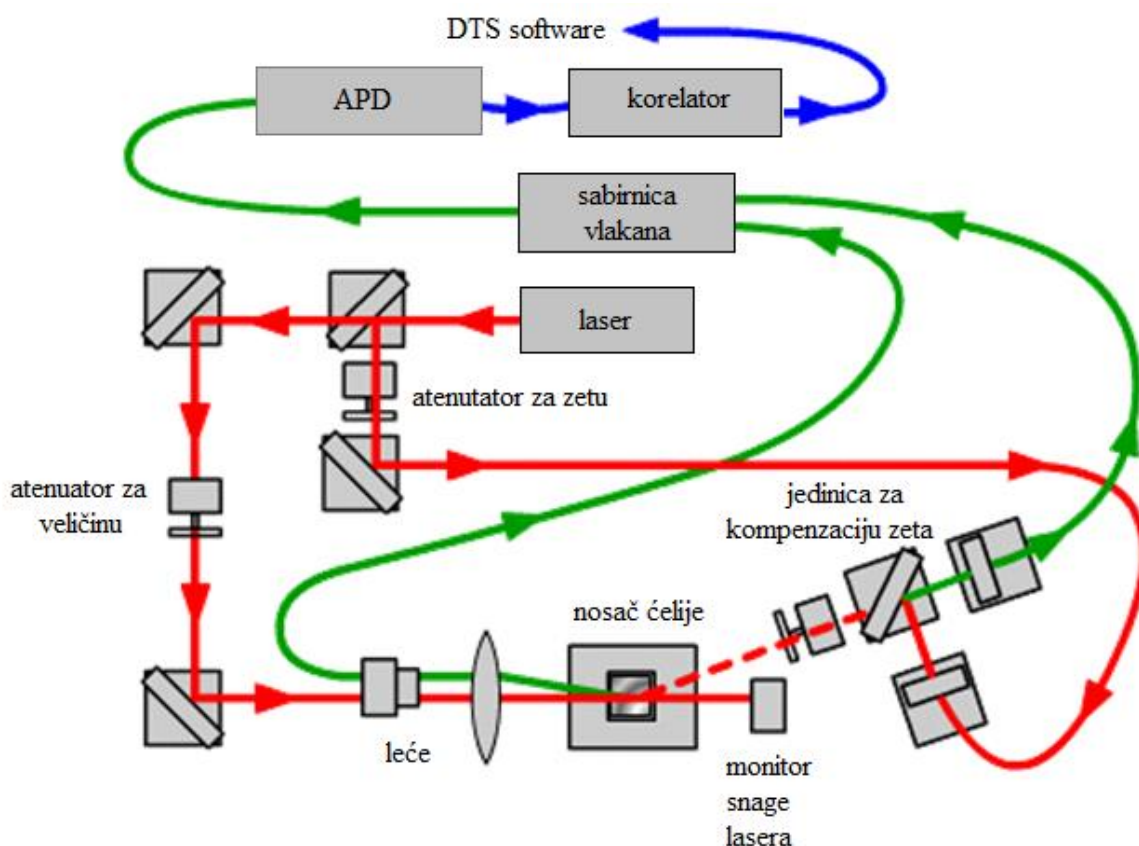 DTS software
APD
korelator
sabirnica
vlakana
laser
atenutator za zetu
atenuator za
veličinu
jedinica za
kompenzaciju zeta
nosač ćelije
leće
monitor
snage
lasera